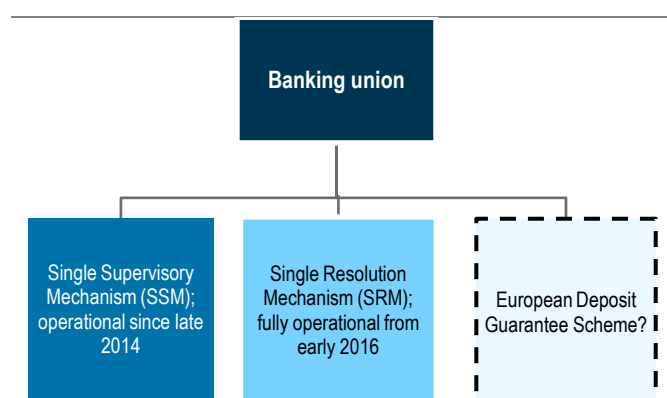 Banking union
Single Supervisory
Mechanism (SSM);
operational since late
2014
Single Resolution
Mechanism (SRM);
fully operational from
early 2016
European Deposit
Guarantee Scheme?